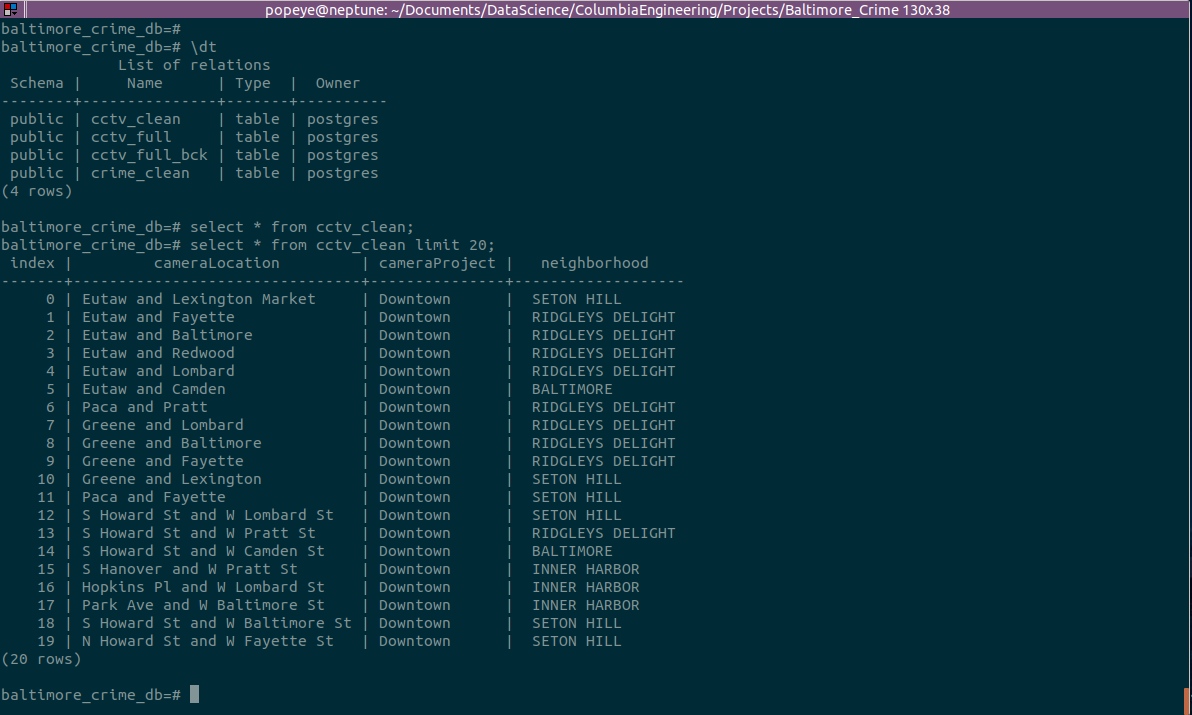 popeye@neptune: ~/Documents/DataScience/ColumbiaEngineering/Projects/Baltimore_Crime 130x38
baltimore_crime_db=#
baltimore_crime_db=# \dt
             List of relations
 Schema |     Name      | Type  |  Owner
--------+---------------+-------+----------
 public | cctv_clean    | table | postgres
 public | cctv_full     | table | postgres
 public | cctv_full_bck | table | postgres
 public | crime_clean   | table | postgres
(4 rows)

baltimore_crime_db=# select * from cctv_clean;
baltimore_crime_db=# select * from cctv_clean limit 20;
 index |         cameraLocation         | cameraProject |   neighborhood
-------+--------------------------------+---------------+-------------------
     0 | Eutaw and Lexington Market     | Downtown      |  SETON HILL
     1 | Eutaw and Fayette              | Downtown      |  RIDGLEYS DELIGHT
     2 | Eutaw and Baltimore            | Downtown      |  RIDGLEYS DELIGHT
     3 | Eutaw and Redwood              | Downtown      |  RIDGLEYS DELIGHT
     4 | Eutaw and Lombard              | Downtown      |  RIDGLEYS DELIGHT
     5 | Eutaw and Camden               | Downtown      |  BALTIMORE
     6 | Paca and Pratt                 | Downtown      |  RIDGLEYS DELIGHT
     7 | Greene and Lombard             | Downtown      |  RIDGLEYS DELIGHT
     8 | Greene and Baltimore           | Downtown      |  RIDGLEYS DELIGHT
     9 | Greene and Fayette             | Downtown      |  RIDGLEYS DELIGHT
    10 | Greene and Lexington           | Downtown      |  SETON HILL
    11 | Paca and Fayette               | Downtown      |  SETON HILL
    12 | S Howard St and W Lombard St   | Downtown      |  SETON HILL
    13 | S Howard St and W Pratt St     | Downtown      |  RIDGLEYS DELIGHT
    14 | S Howard St and W Camden St    | Downtown      |  BALTIMORE
    15 | S Hanover and W Pratt St       | Downtown      |  INNER HARBOR
    16 | Hopkins Pl and W Lombard St    | Downtown      |  INNER HARBOR
    17 | Park Ave and W Baltimore St    | Downtown      |  INNER HARBOR
    18 | S Howard St and W Baltimore St | Downtown      |  SETON HILL
    19 | N Howard St and W Fayette St   | Downtown      |  SETON HILL
(20 rows)

baltimore_crime_db=#